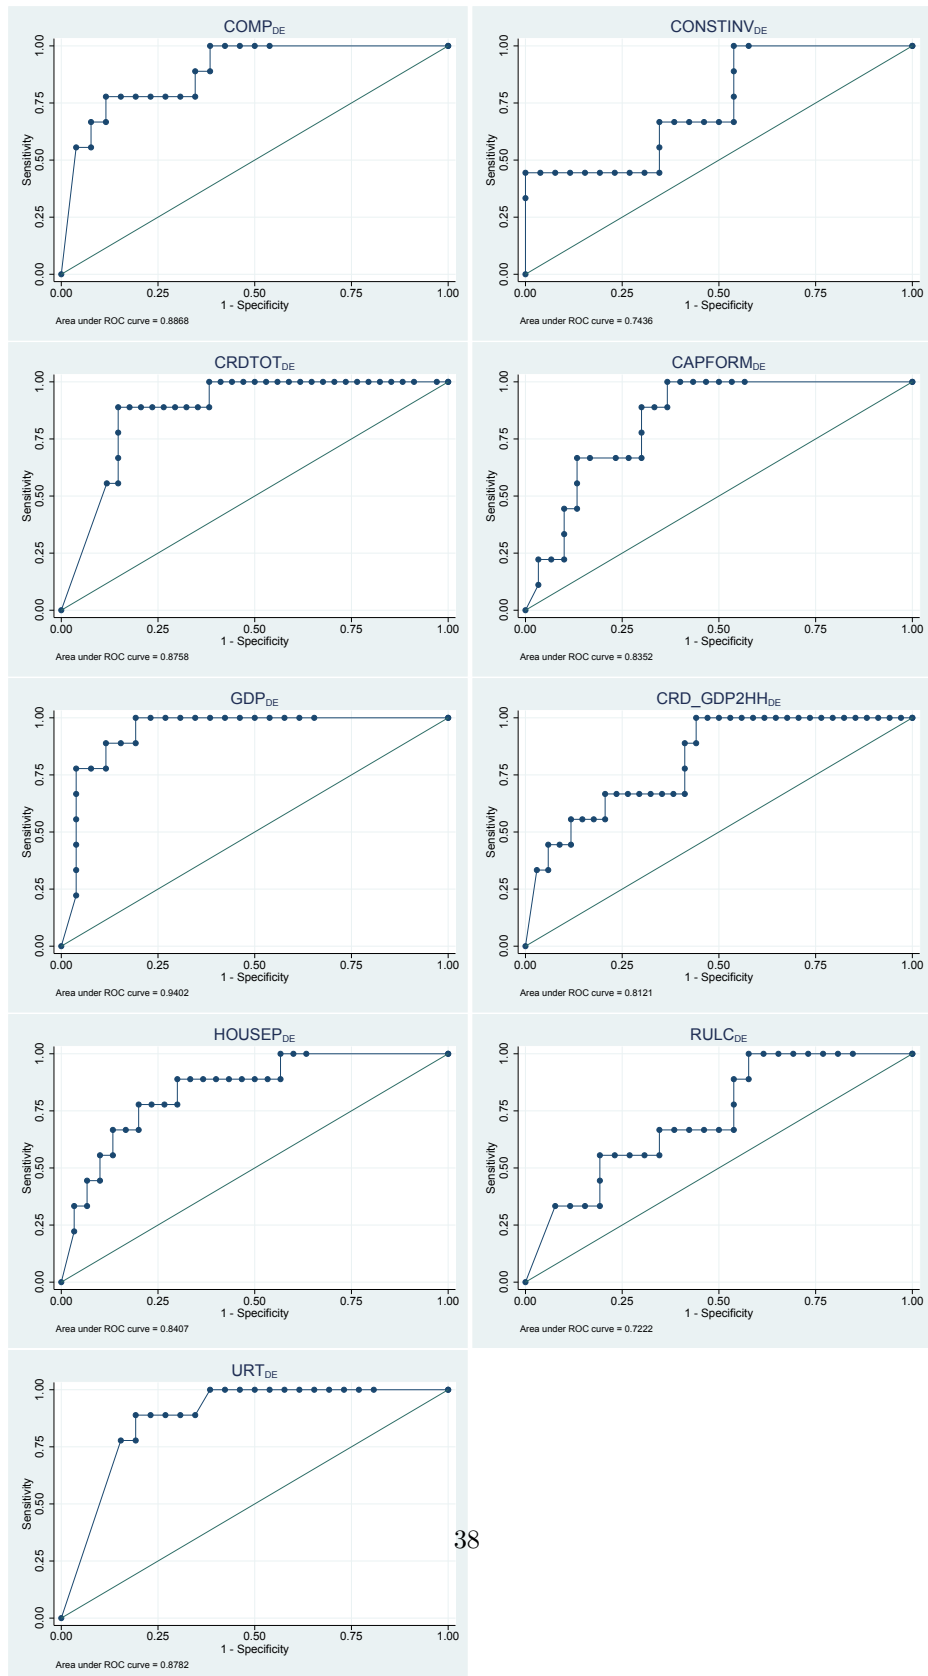 COMP_DE
Sensitivity
0.00 0.25 0.50 0.75 1.00
0.00 0.25 0.50 0.75 1.00
1 - Specificity
Area under ROC curve = 0.8868
CONSTINV_DE
Sensitivity
0.00 0.25 0.50 0.75 1.00
0.00 0.25 0.50 0.75 1.00
1 - Specificity
Area under ROC curve = 0.7436
CRDTOT_DE
Sensitivity
0.00 0.25 0.50 0.75 1.00
0.00 0.25 0.50 0.75 1.00
1 - Specificity
Area under ROC curve = 0.8758
CAPFORM_DE
Sensitivity
0.00 0.25 0.50 0.75 1.00
0.00 0.25 0.50 0.75 1.00
1 - Specificity
Area under ROC curve = 0.8352
GDP_DE
Sensitivity
0.00 0.25 0.50 0.75 1.00
0.00 0.25 0.50 0.75 1.00
1 - Specificity
Area under ROC curve = 0.9402
CRD_GDP2HH_DE
Sensitivity
0.00 0.25 0.50 0.75 1.00
0.00 0.25 0.50 0.75 1.00
1 - Specificity
Area under ROC curve = 0.8121
HOUSEP_DE
Sensitivity
0.00 0.25 0.50 0.75 1.00
0.00 0.25 0.50 0.75 1.00
1 - Specificity
Area under ROC curve = 0.8407
RULC_DE
Sensitivity
0.00 0.25 0.50 0.75 1.00
0.00 0.25 0.50 0.75 1.00
1 - Specificity
Area under ROC curve = 0.7222
URT_DE
Sensitivity
0.00 0.25 0.50 0.75 1.00
0.00 0.25 0.50 0.75 1.00
1 - Specificity
Area under ROC curve = 0.8782
38